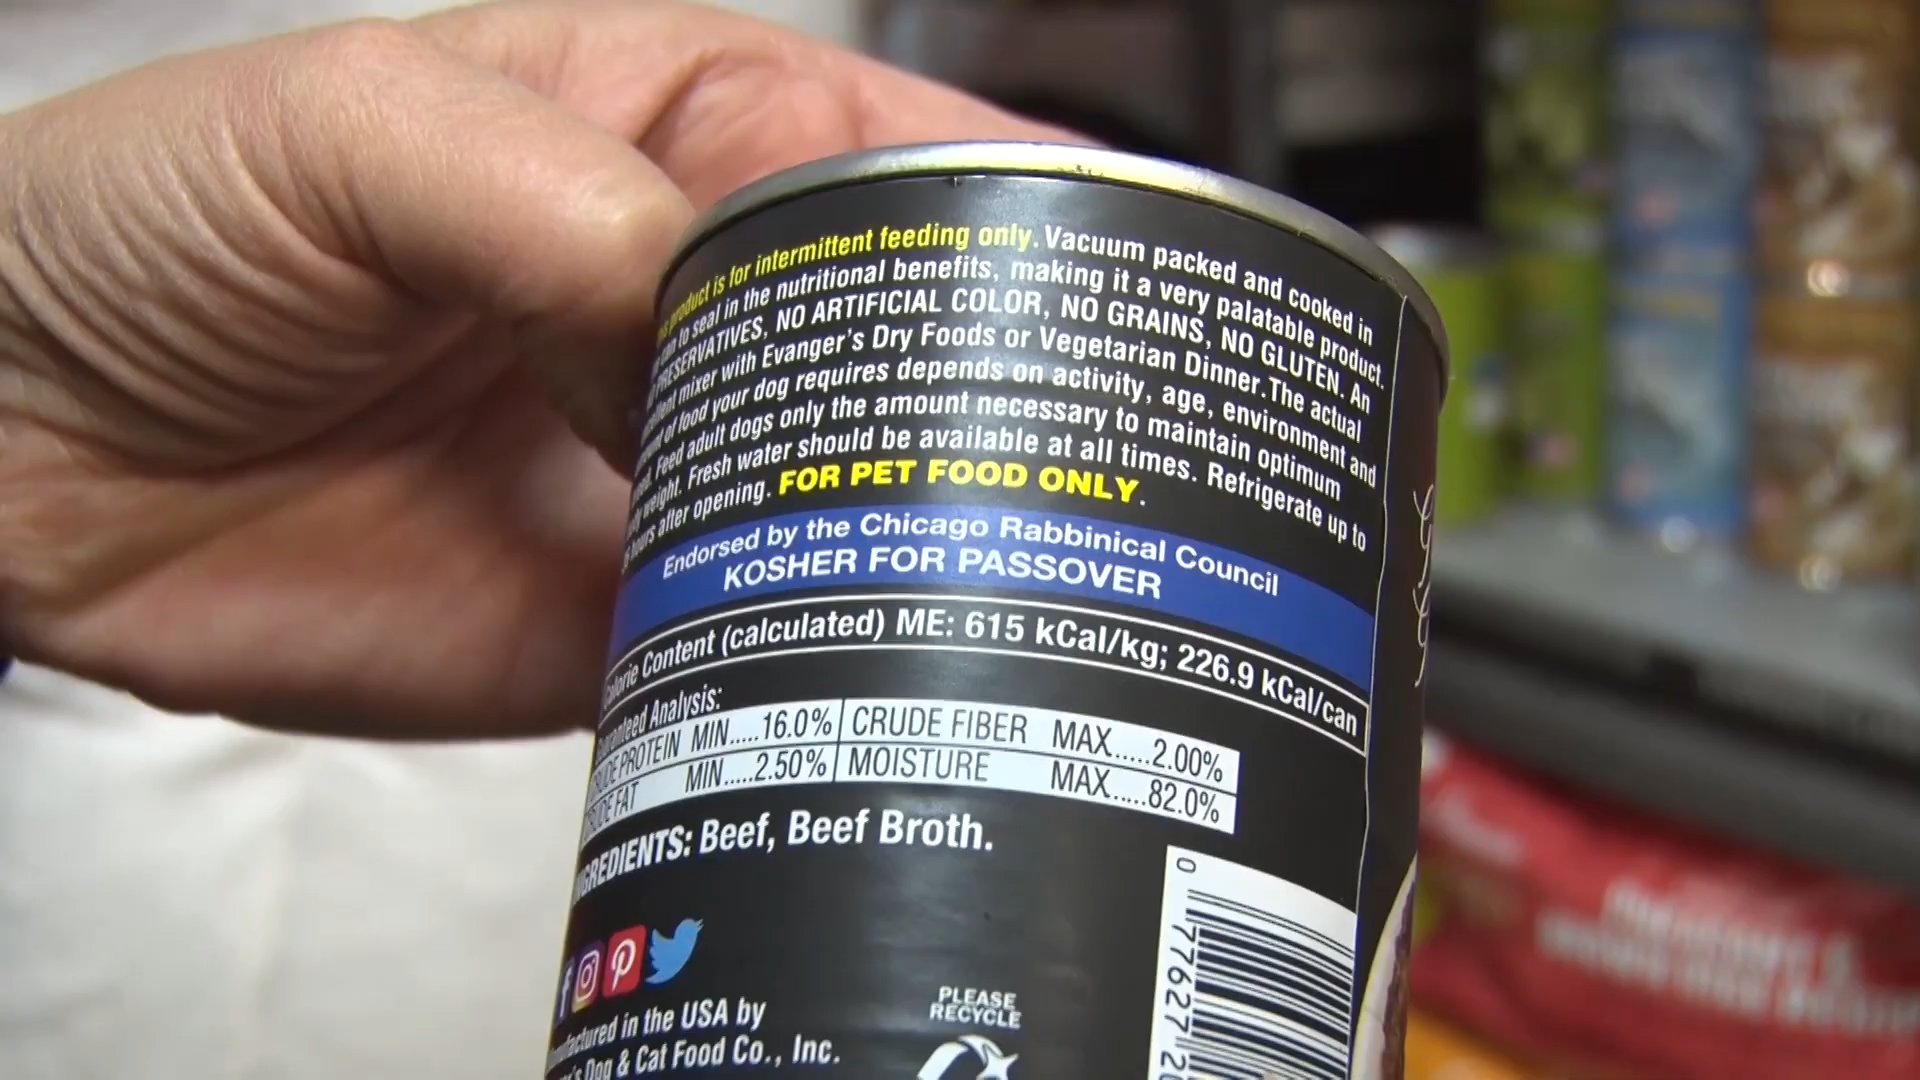 product is for intermittent feeding only. Vacuum packed and cooked in
can to seal in the nutritional benefits, making it a very palatable product.
PRESERVATIVES, NO ARTIFICIAL COLOR, NO GRAINS, NO GLUTEN. An
mixer with Evanger's Dry Foods or Vegetarian Dinner. The actual
of food your dog requires depends on activity, age, environment and
Feed adult dogs only the amount necessary to maintain optimum
weight. Fresh water should be available at all times. Refrigerate up to
hours after opening. FOR PET FOOD ONLY.
Endorsed by the Chicago Rabbinical Council
KOSHER FOR PASSOVER
Calorie Content (calculated) ME: 615 kCal/kg; 226.9 kCal/can
Analysis:
CRUDE PROTEIN MIN.....16.0% CRUDE FIBER MAX.....2.00%
CRUDE FAT MIN.....2.50% MOISTURE MAX.....82.0%
INGREDIENTS: Beef, Beef Broth.
PLEASE
RECYCLE
in the USA by
Dog & Cat Food Co., Inc.
0 77627 20